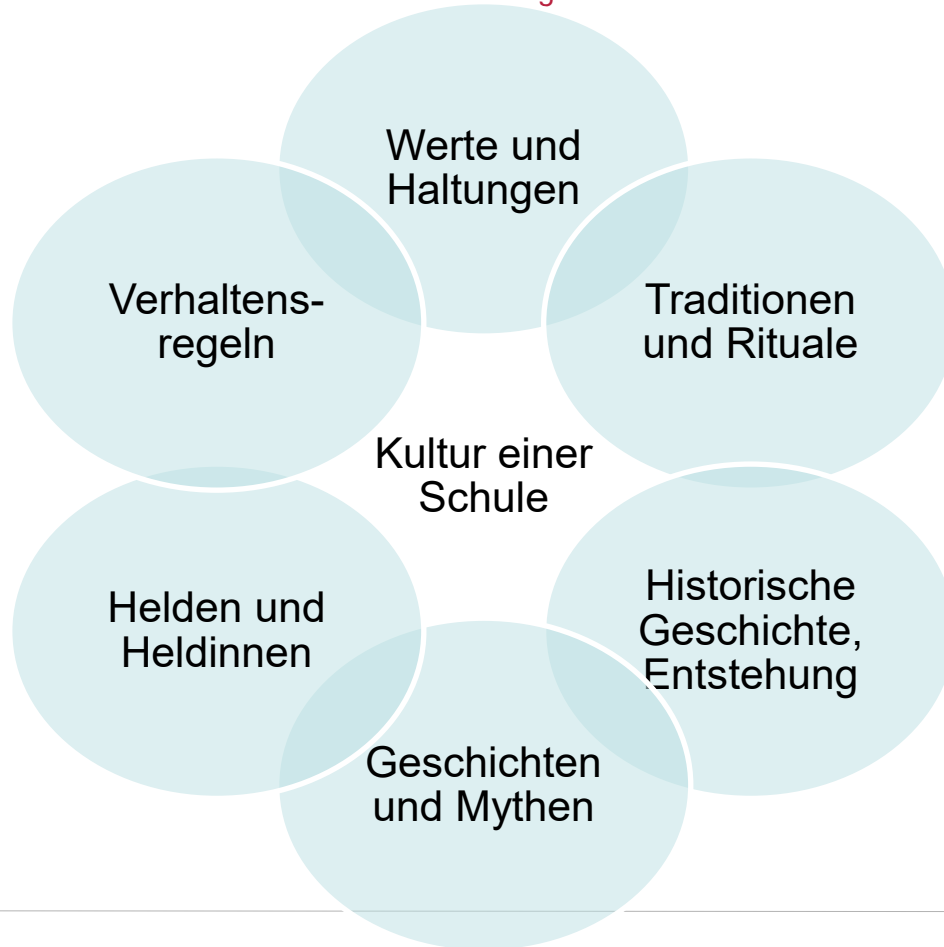 Werte und
Haltungen
Verhaltens-
regeln
Traditionen
und Rituale
Kultur einer
Schule
Helden und
Heldinnen
Historische
Geschichte,
Entstehung
Geschichten
und Mythen